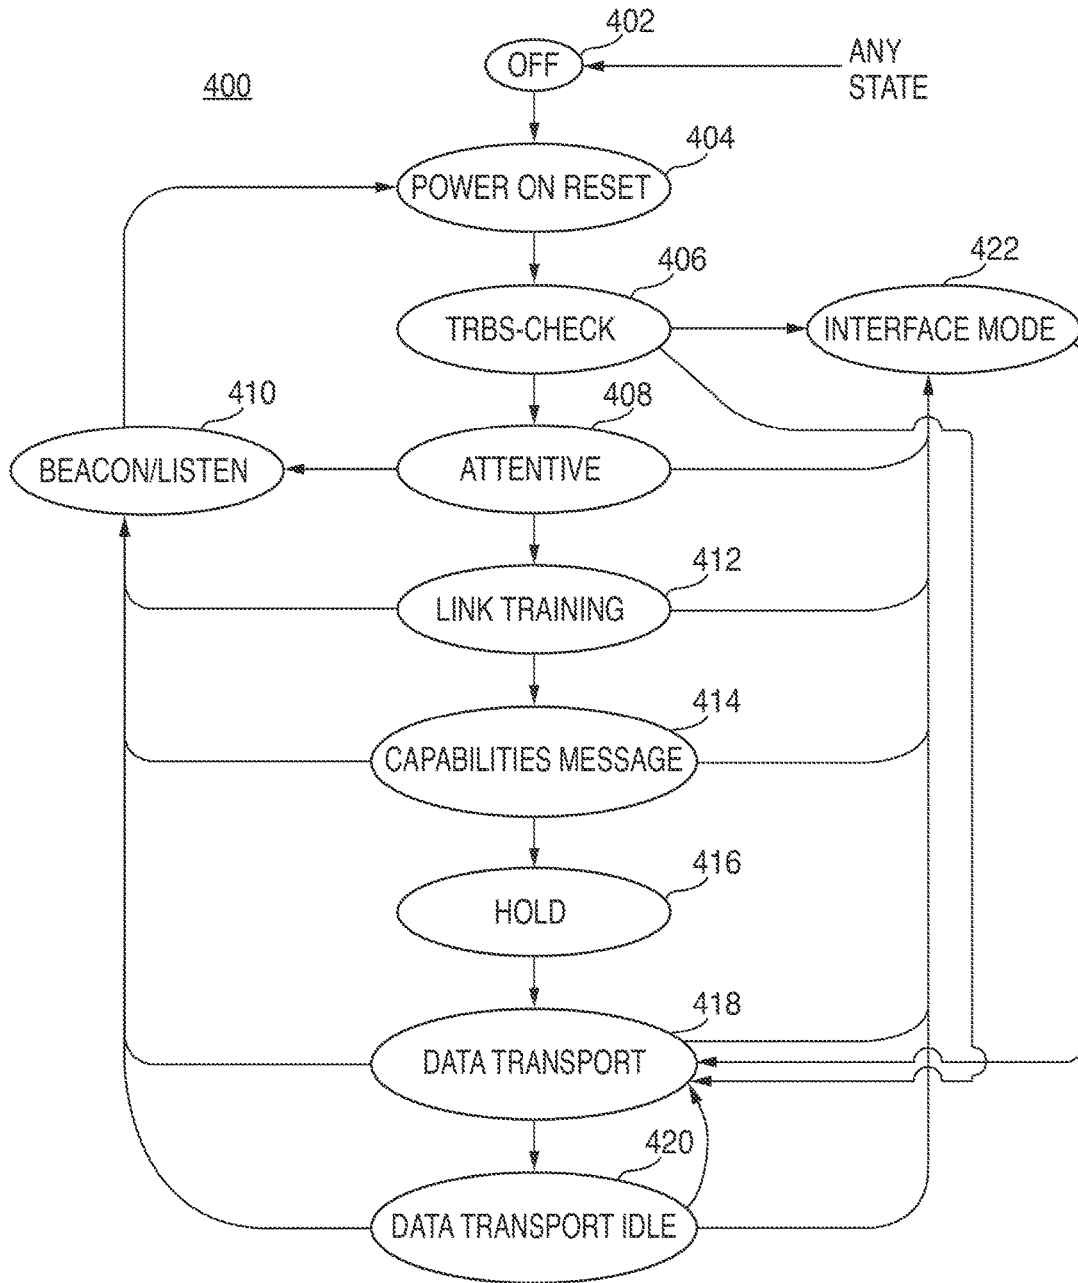 402
OFF
ANY
STATE
400
404
POWER ON RESET
406
TRBS-CHECK
422
INTERFACE MODE
408
ATTENTIVE
410
BEACON/LISTEN
412
LINK TRAINING
414
CAPABILITIES MESSAGE
416
HOLD
418
DATA TRANSPORT
420
DATA TRANSPORT IDLE